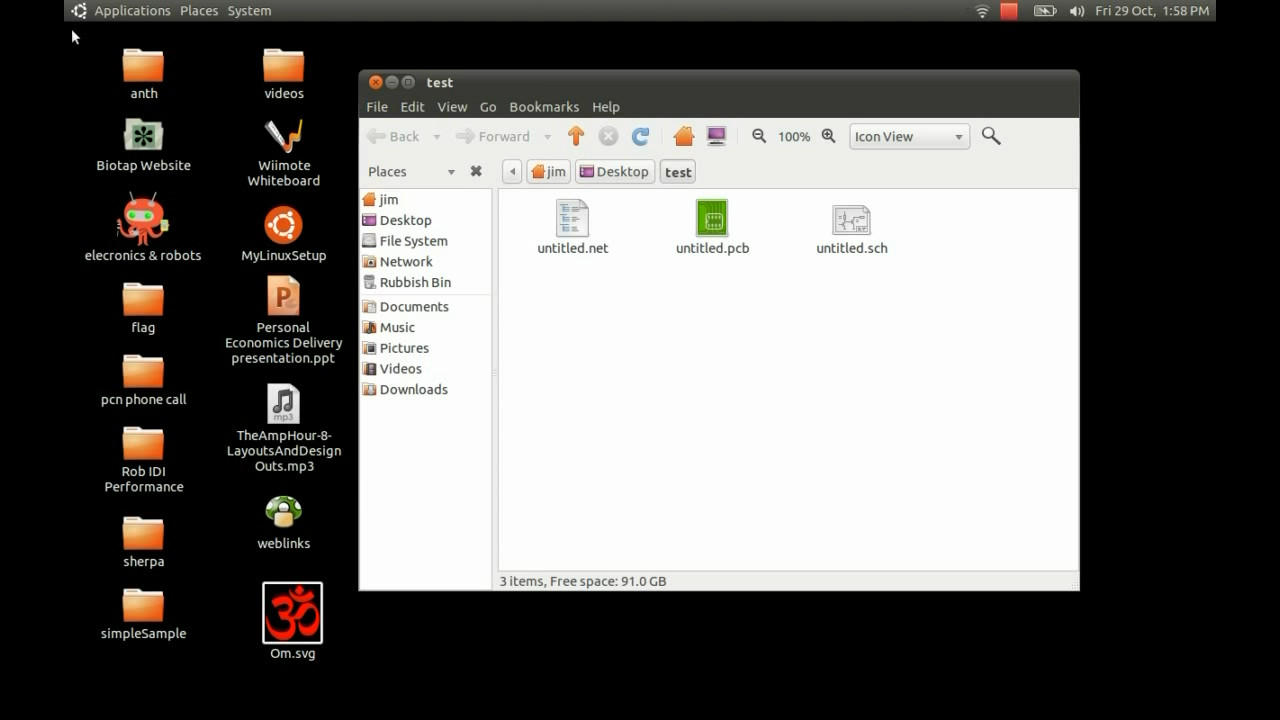 Applications Places System
Fri 29 Oct, 1:58 PM
anth
videos
Biotap Website
Wiimote
Whiteboard
elecronics & robots
MyLinuxSetup
flag
Personal
Economics Delivery
presentation.ppt
pcn phone call
mp3
TheAmpHour-8-
LayoutsAndDesign
Outs.mp3
Rob IDI
Performance
weblinks
sherpa
simpleSample
Om.svg
test
File Edit View Go Bookmarks Help
Back Forward 100% Icon View
Places jim Desktop test
jim
Desktop
File System
Network
Rubbish Bin
Documents
Music
Pictures
Videos
Downloads
untitled.net untitled.pcb untitled.sch
3 items, Free space: 91.0 GB
ॐ
P